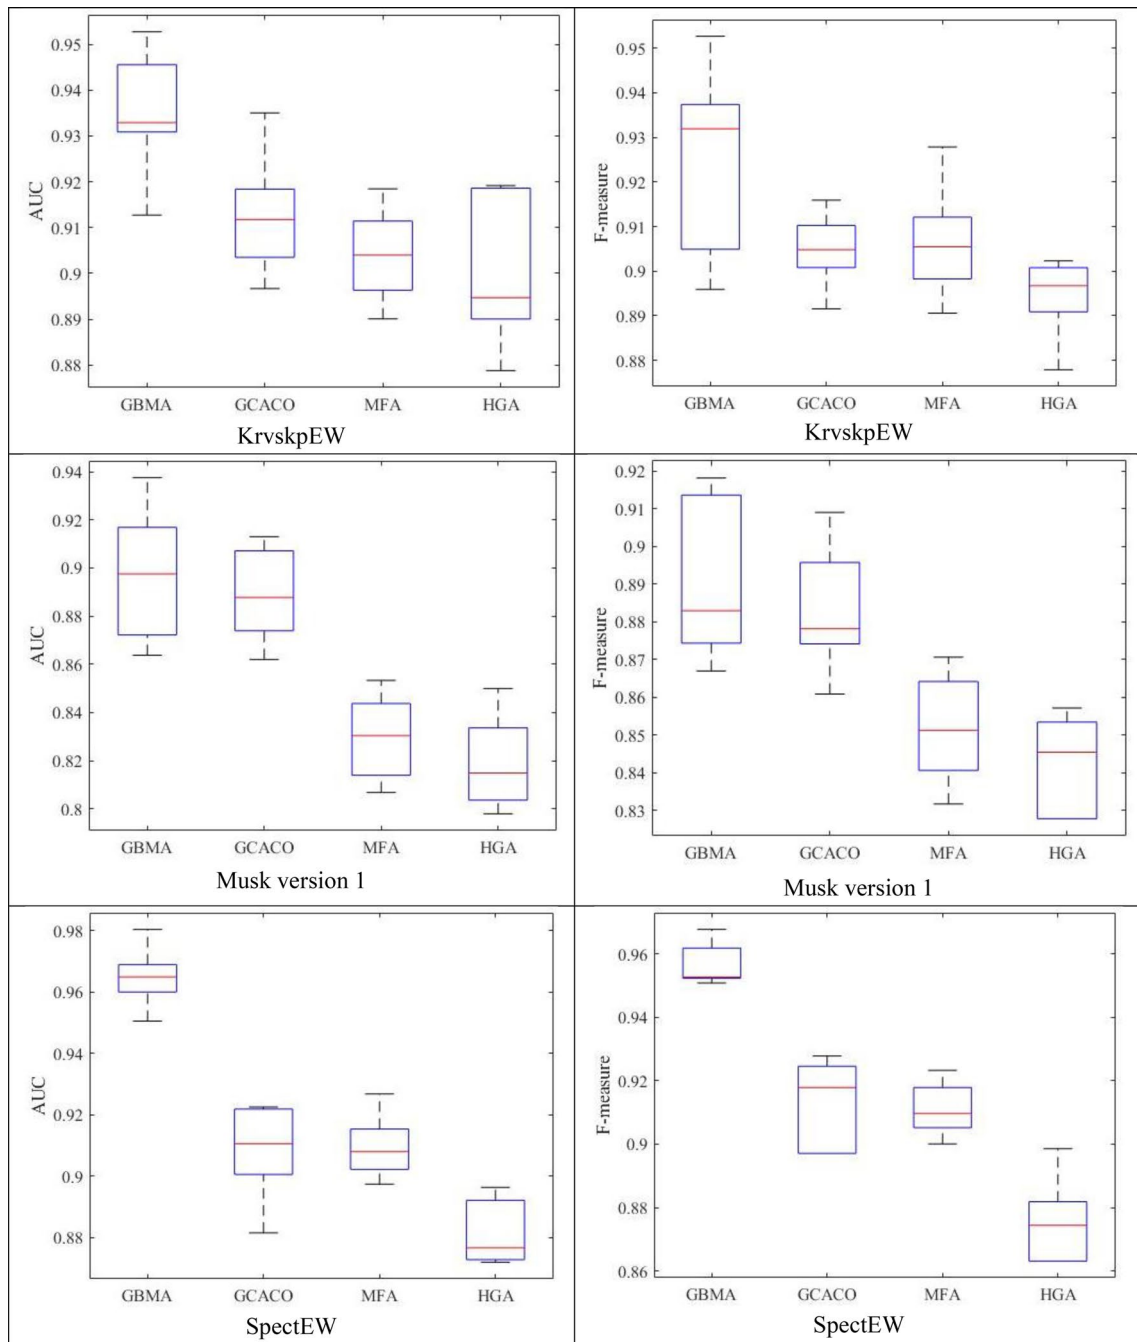 0.95
0.94
0.93
0.92
0.91
0.9
0.89
0.88
AUC
GBMA GCACO MFA HGA
KrvskpEW
0.95
0.94
0.93
0.92
0.91
0.9
0.89
0.88
F-measure
GBMA GCACO MFA HGA
KrvskpEW
0.94
0.92
0.9
0.88
0.86
0.84
0.82
0.8
AUC
GBMA GCACO MFA HGA
Musk version 1
0.92
0.91
0.9
0.89
0.88
0.87
0.86
0.85
0.84
0.83
F-measure
GBMA GCACO MFA HGA
Musk version 1
0.98
0.96
0.94
0.92
0.9
0.88
AUC
GBMA GCACO MFA HGA
SpectEW
0.96
0.94
0.92
0.9
0.88
0.86
F-measure
GBMA GCACO MFA HGA
SpectEW